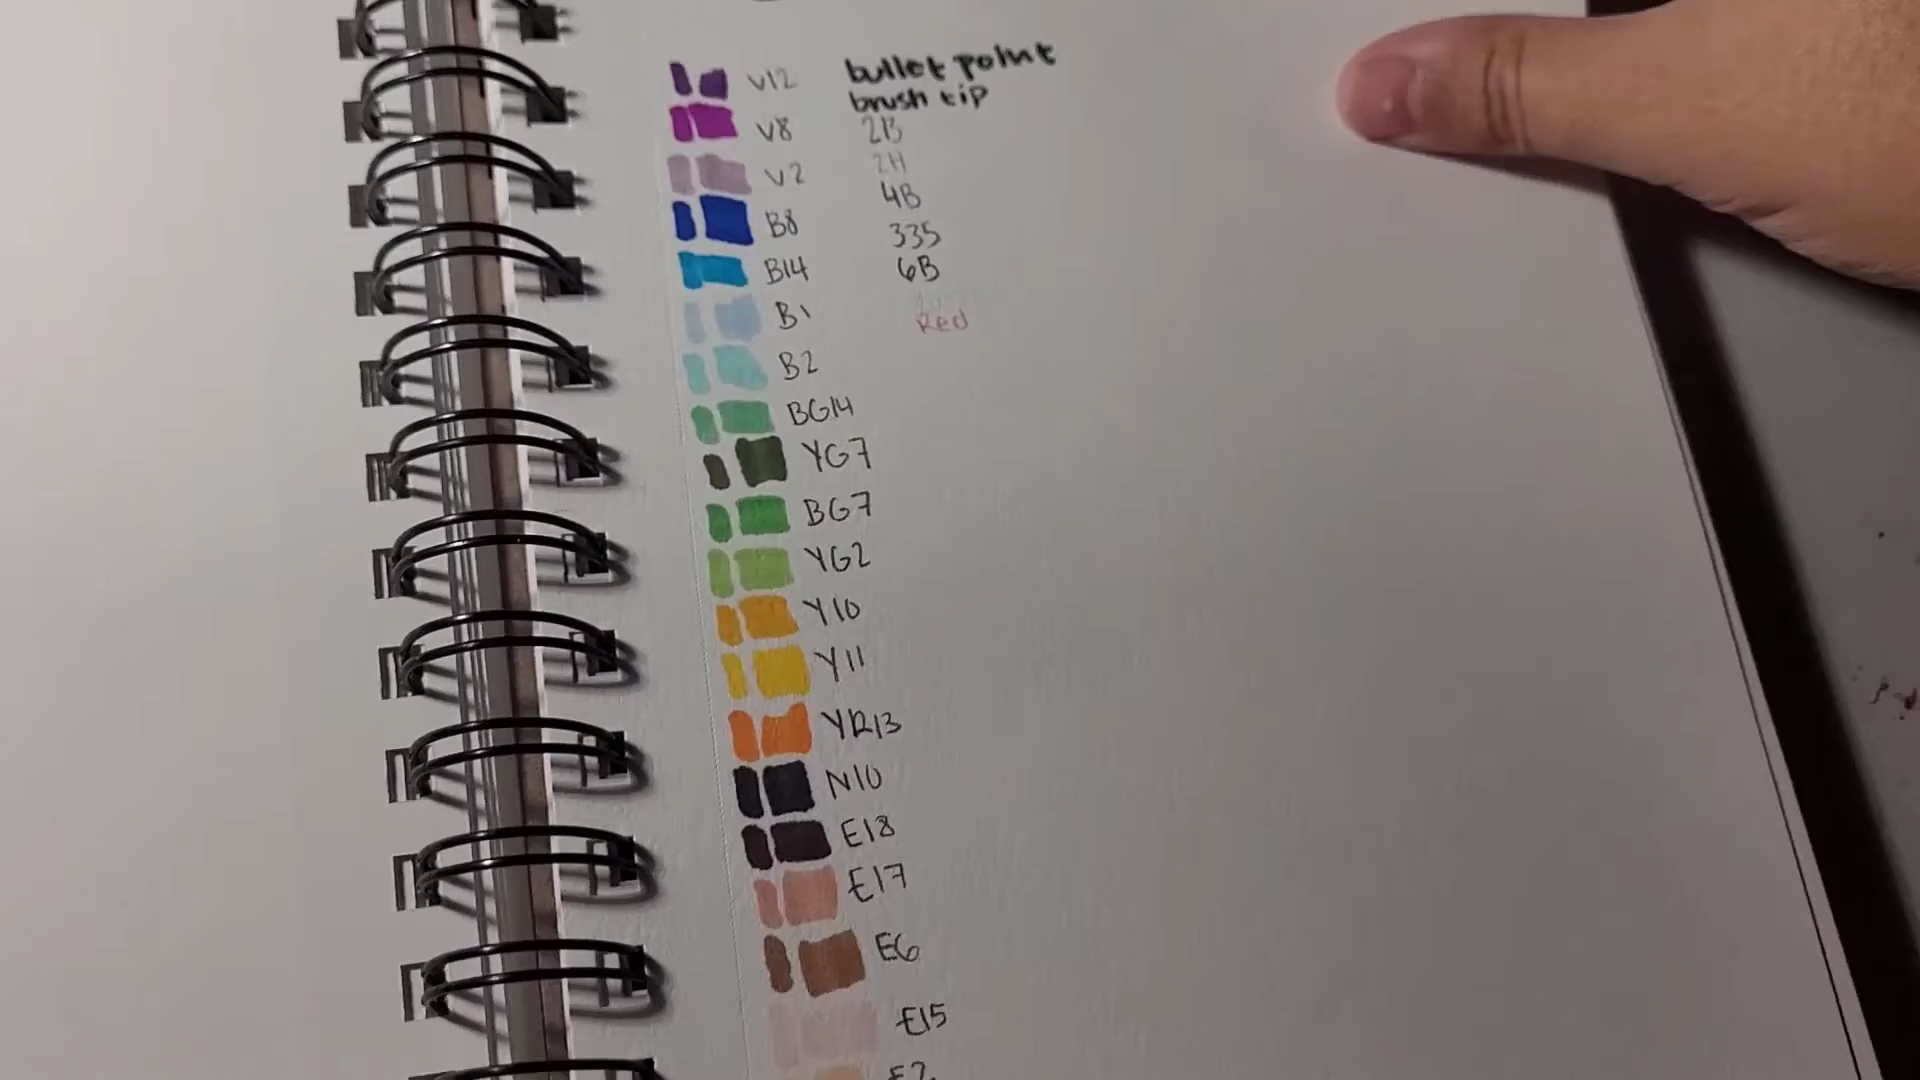 V12
V8
V2
B8
B14
B1
B2
BG14
YG7
BG7
YG2
Y10
Y11
YR13
N10
E18
E17
E6
E15
bullet point
brush tip
2B
2H
4B
335
6B
Red